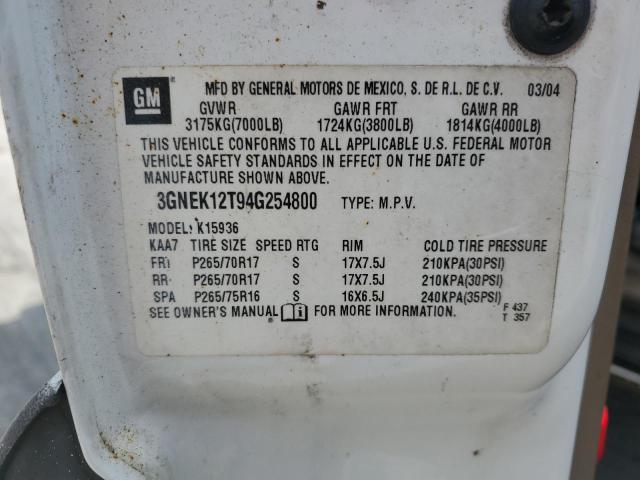 GM
MFD BY GENERAL MOTORS DE MEXICO, S. DE R.L. DE C.V. 03/04
GVWR GAWR FRT GAWR RR
3175KG(7000LB) 1724KG(3800LB) 1814KG(4000LB)
THIS VEHICLE CONFORMS TO ALL APPLICABLE U.S. FEDERAL MOTOR
VEHICLE SAFETY STANDARDS IN EFFECT ON THE DATE OF
MANUFACTURE SHOWN ABOVE.
3GNEK12T94G254800 TYPE: M.P.V.
MODEL: K15936
KAA7 TIRE SIZE SPEED RTG RIM COLD TIRE PRESSURE
FRT P265/70R17 S 17X7.5J 210KPA(30PSI)
RR P265/70R17 S 17X7.5J 210KPA(30PSI)
SPA P265/75R16 S 16X6.5J 240KPA(35PSI)
SEE OWNER'S MANUAL FOR MORE INFORMATION.
F 437
T 357